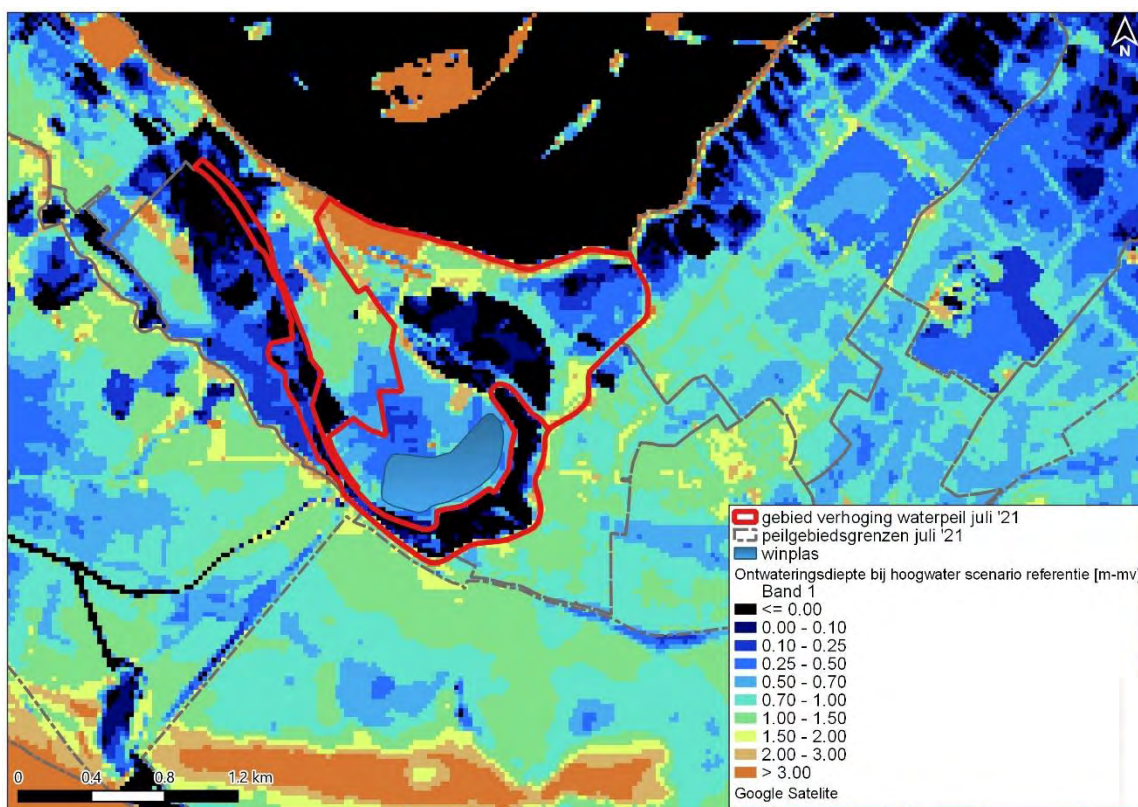 N
gebied verhoging waterpeil juli '21
peilgebiedsgrenzen juli '21
winplas
Ontwateringsdiepte bij hoogwater scenario referentie [m-mv]
Band 1
<= 0.00
0.00 - 0.10
0.10 - 0.25
0.25 - 0.50
0.50 - 0.70
0.70 - 1.00
1.00 - 1.50
1.50 - 2.00
2.00 - 3.00
> 3.00
Google Satelite
0 0.4 0.8 1.2 km